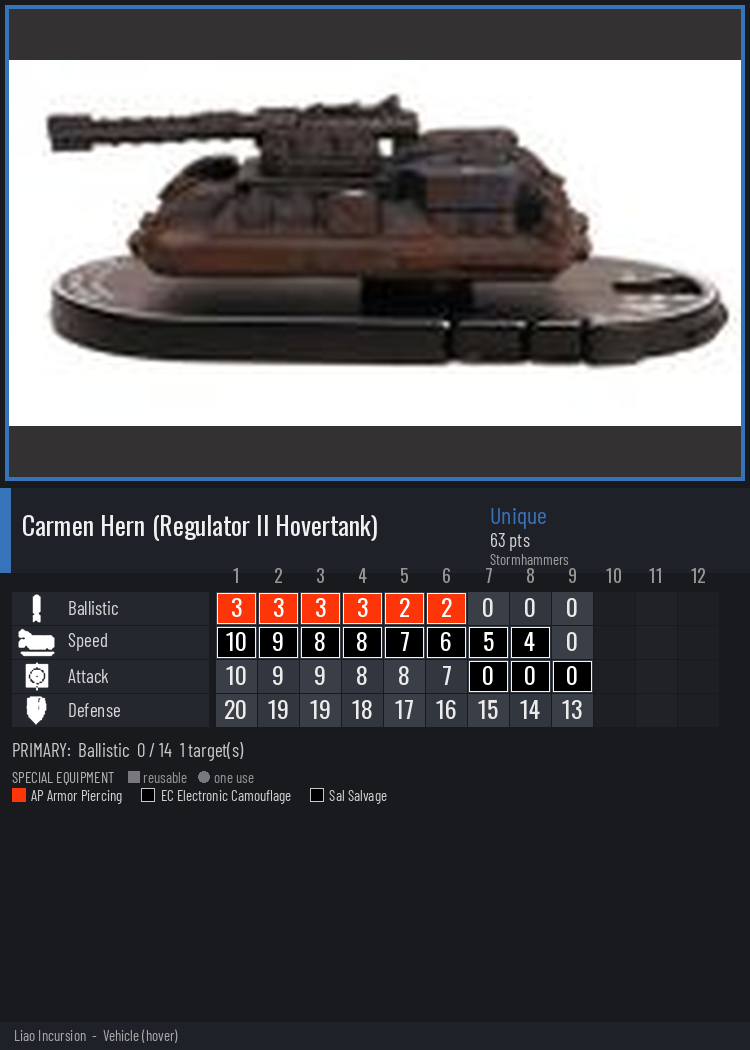 Carmen Hern (Regulator II Hovertank)
Unique
63 pts
Stormhammers
1 2 3 4 5 6 7 8 9 10 11 12
Ballistic 3 3 3 3 2 2 0 0 0
Speed 10 9 8 8 7 6 5 4 0
Attack 10 9 9 8 8 7 0 0 0
Defense 20 19 19 18 17 16 15 14 13
PRIMARY: Ballistic 0 / 14 1 target(s)
SPECIAL EQUIPMENT reusable one use
AP Armor Piercing EC Electronic Camouflage Sal Salvage
Liao Incursion - Vehicle (hover)